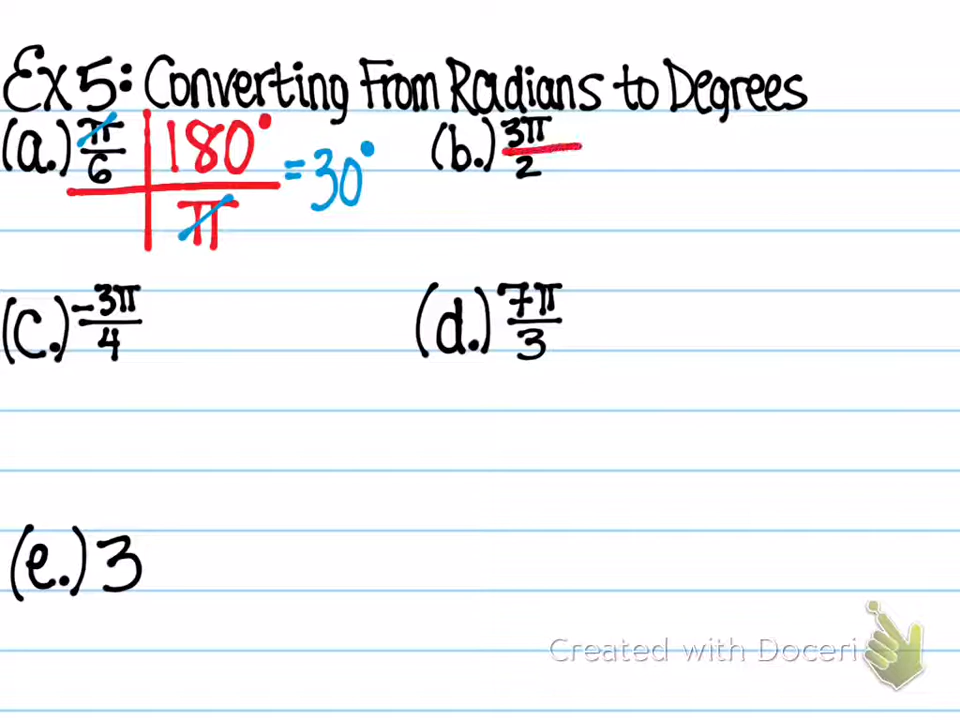 Ex 5: Converting From Radians to Degrees
(a.) π/6 | 180°/π = 30° (b.) 3π/2
(c.) -3π/4 (d.) 7π/3
(e.) 3
Created with Doceri